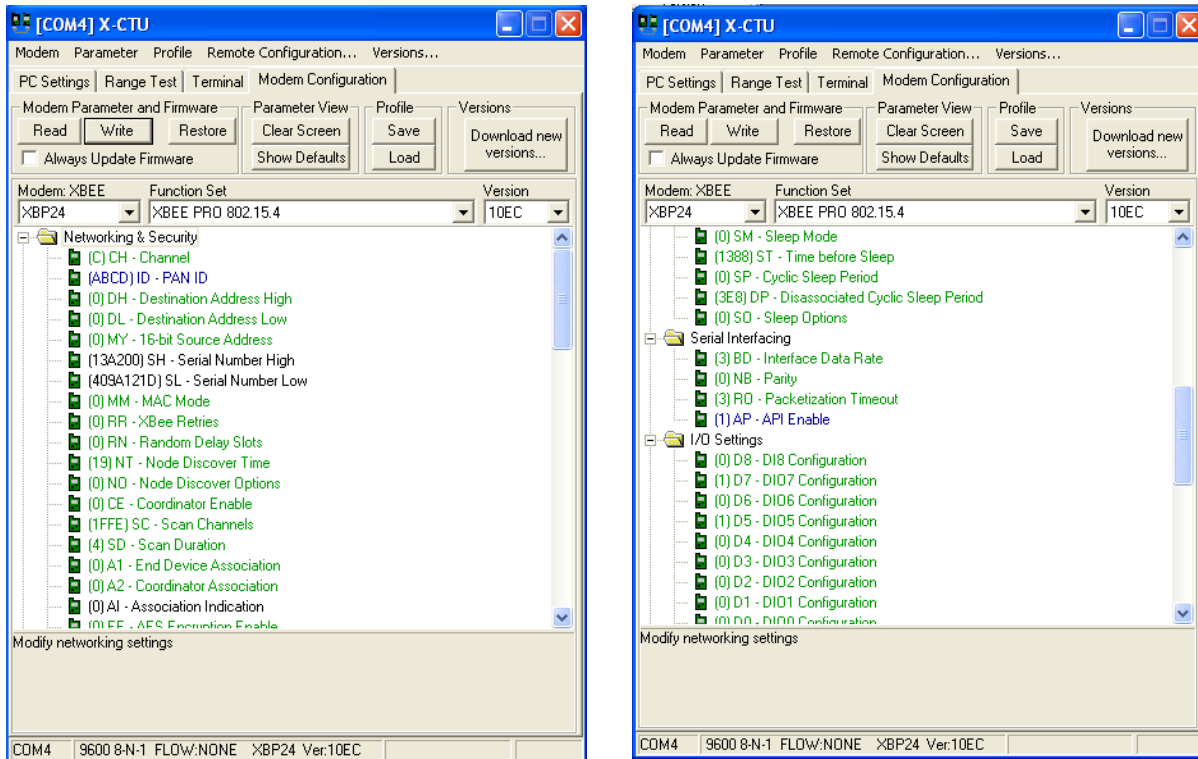 [COM4] X-CTU
Modem Parameter Profile Remote Configuration... Versions...
PC Settings Range Test Terminal Modem Configuration
Modem Parameter and Firmware Parameter View Profile Versions
Read Write Restore Clear Screen Save Download new versions...
Always Update Firmware Show Defaults Load
Modem: XBEE Function Set Version
XBP24 XBEE PRO 802.15.4 10EC
Networking & Security
(C) CH - Channel
(ABCD) ID - PAN ID
(0) DH - Destination Address High
(0) DL - Destination Address Low
(0) MY - 16-bit Source Address
(13A200) SH - Serial Number High
(409A121D) SL - Serial Number Low
(0) MM - MAC Mode
(0) RR - XBee Retries
(0) RN - Random Delay Slots
(19) NT - Node Discover Time
(0) NO - Node Discover Options
(0) CE - Coordinator Enable
(1FFE) SC - Scan Channels
(4) SD - Scan Duration
(0) A1 - End Device Association
(0) A2 - Coordinator Association
(0) AI - Association Indication
(0) EE - AES Encryption Enable
Modify networking settings
COM4 9600 8-N-1 FLOW:NONE XBP24 Ver:10EC
[COM4] X-CTU
Modem Parameter Profile Remote Configuration... Versions...
PC Settings Range Test Terminal Modem Configuration
Modem Parameter and Firmware Parameter View Profile Versions
Read Write Restore Clear Screen Save Download new versions...
Always Update Firmware Show Defaults Load
Modem: XBEE Function Set Version
XBP24 XBEE PRO 802.15.4 10EC
(0) SM - Sleep Mode
(1388) ST - Time before Sleep
(0) SP - Cyclic Sleep Period
(3E8) DP - Disassociated Cyclic Sleep Period
(0) SO - Sleep Options
Serial Interfacing
(3) BD - Interface Data Rate
(0) NB - Parity
(3) RO - Packetization Timeout
(1) AP - API Enable
I/O Settings
(0) D8 - DI8 Configuration
(1) D7 - DIO7 Configuration
(0) D6 - DIO6 Configuration
(1) D5 - DIO5 Configuration
(0) D4 - DIO4 Configuration
(0) D3 - DIO3 Configuration
(0) D2 - DIO2 Configuration
(0) D1 - DIO1 Configuration
(0) D0 - DIO0 Configuration
Modify networking settings
COM4 9600 8-N-1 FLOW:NONE XBP24 Ver:10EC